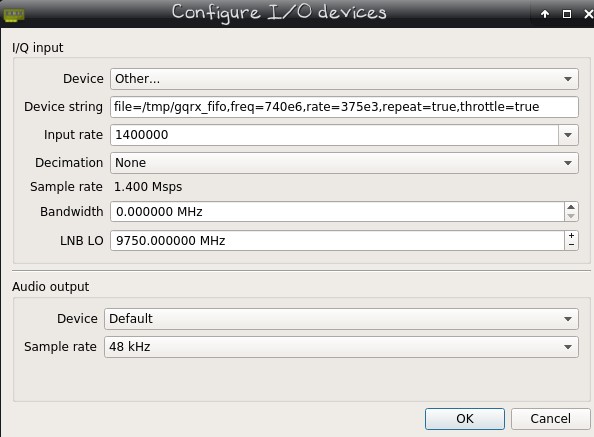 Configure I/O devices
I/Q input
Device Other...
Device string file=/tmp/gqrx_fifo,freq=740e6,rate=375e3,repeat=true,throttle=true
Input rate 1400000
Decimation None
Sample rate 1.400 Msps
Bandwidth 0.000000 MHz
LNB LO 9750.000000 MHz
Audio output
Device Default
Sample rate 48 kHz
OK Cancel